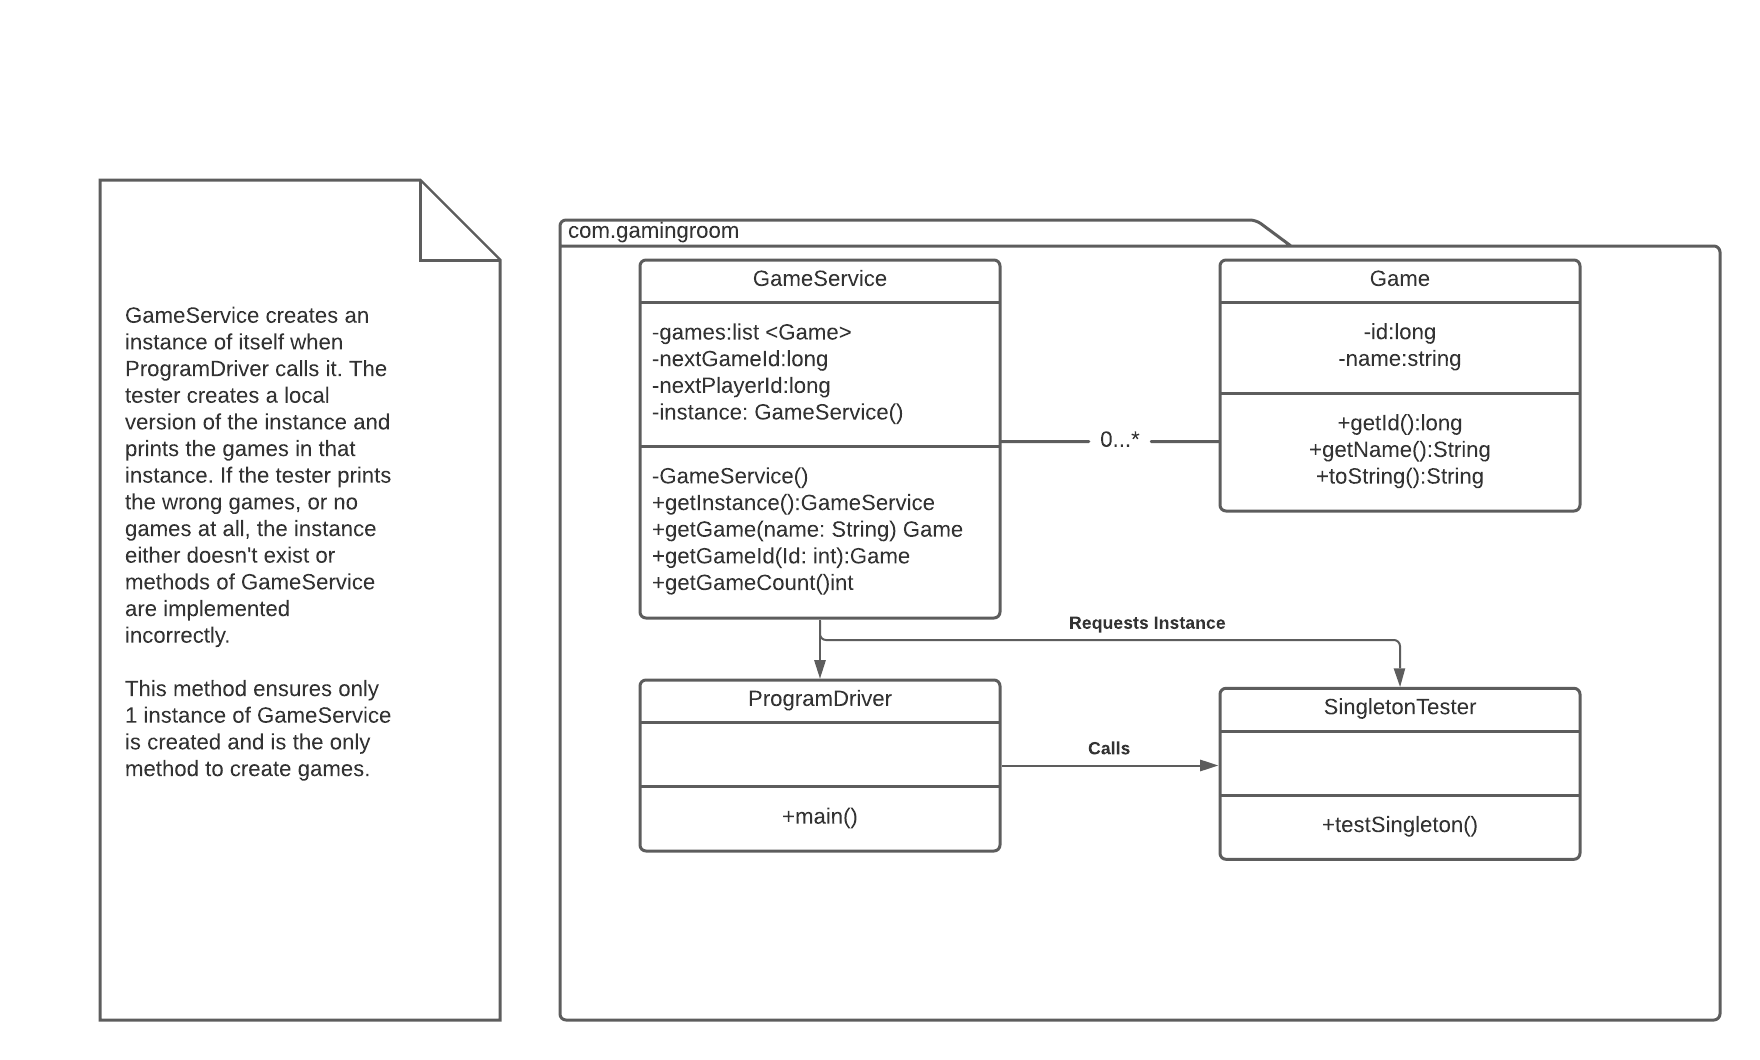 GameService creates an
instance of itself when
ProgramDriver calls it. The
tester creates a local
version of the instance and
prints the games in that
instance. If the tester prints
the wrong games, or no
games at all, the instance
either doesn't exist or
methods of GameService
are implemented
incorrectly.
This method ensures only
1 instance of GameService
is created and is the only
method to create games.
com.gamingroom
GameService
-games:list <Game>
-nextGameId:long
-nextPlayerId:long
-instance: GameService()
-GameService()
+getInstance():GameService
+getGame(name: String) Game
+getGameId(Id: int):Game
+getGameCount()int
0...*
Game
-id:long
-name:string
+getId():long
+getName():String
+toString():String
Requests Instance
ProgramDriver
+main()
Calls
SingletonTester
+testSingleton()